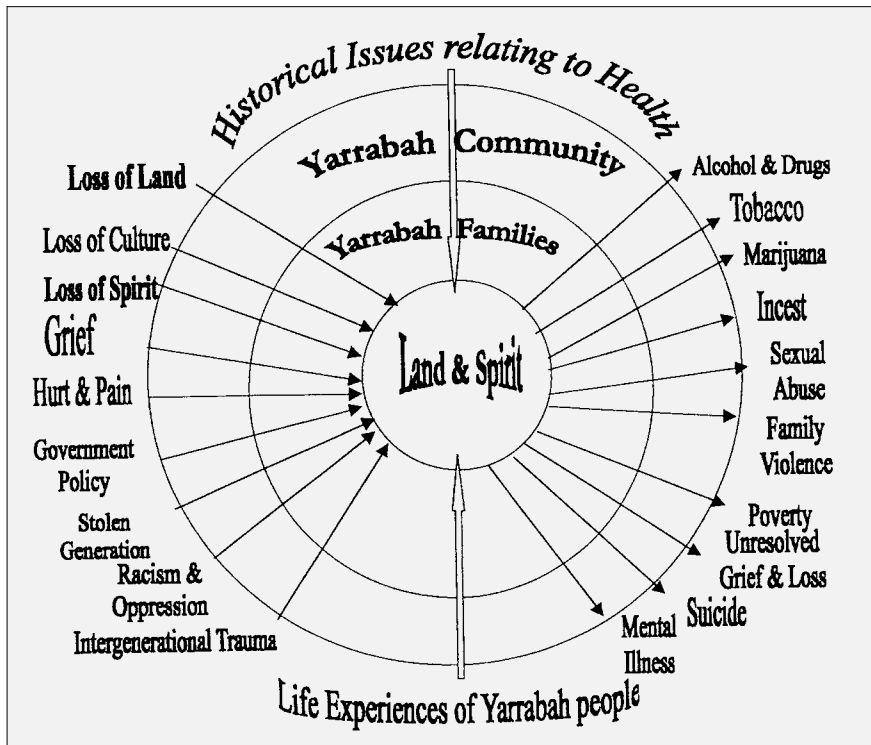 Historical Issues relating to Health
Yarrabah Community
Yarrabah Families
Land & Spirit
Loss of Land
Loss of Culture
Loss of Spirit
Grief
Hurt & Pain
Government
Policy
Stolen
Generation
Racism &
Oppression
Intergenerational Trauma
Alcohol & Drugs
Tobacco
Marijuana
Incest
Sexual
Abuse
Family
Violence
Poverty
Unresolved
Grief & Loss
Suicide
Mental
Illness
Life Experiences of Yarrabah people